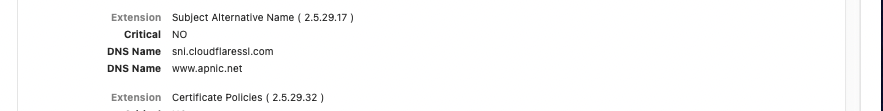 Extension Subject Alternative Name ( 2.5.29.17 )
Critical NO
DNS Name sni.cloudflaressl.com
DNS Name www.apnic.net
Extension Certificate Policies ( 2.5.29.32 )